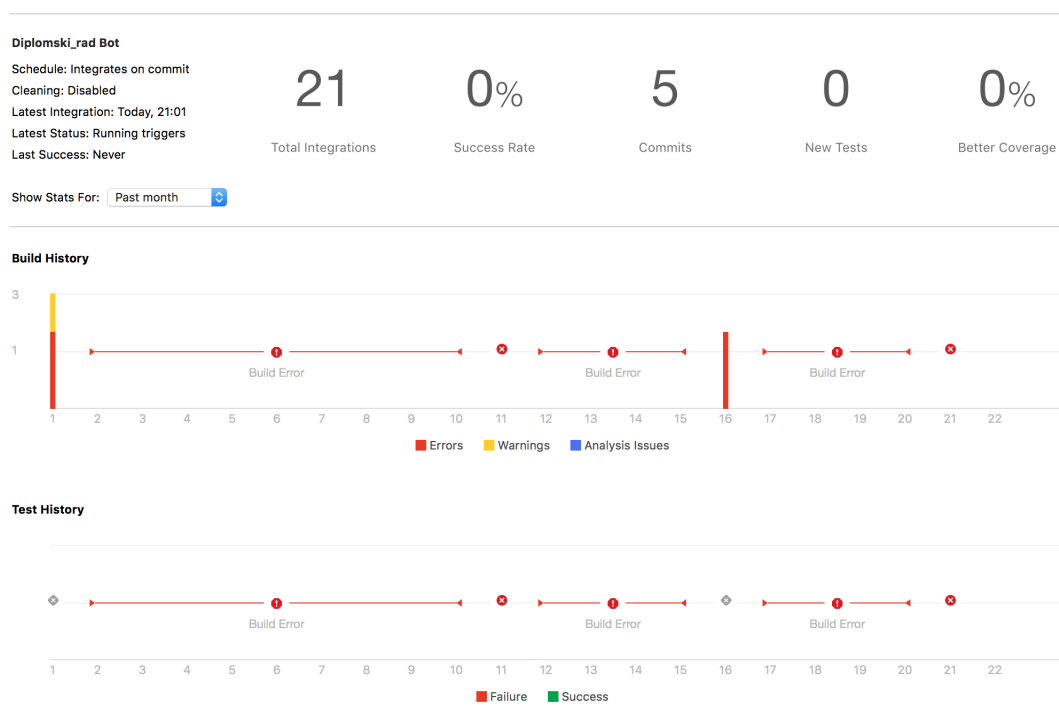 Diplomski_rad Bot
Schedule: Integrates on commit
Cleaning: Disabled
Latest Integration: Today, 21:01
Latest Status: Running triggers
Last Success: Never
21 0% 5 0 0%
Total Integrations Success Rate Commits New Tests Better Coverage
Show Stats For: Past month
Build History
3
1
Build Error Build Error Build Error
1 2 3 4 5 6 7 8 9 10 11 12 13 14 15 16 17 18 19 20 21 22
Errors Warnings Analysis Issues
Test History
Build Error Build Error Build Error
1 2 3 4 5 6 7 8 9 10 11 12 13 14 15 16 17 18 19 20 21 22
Failure Success